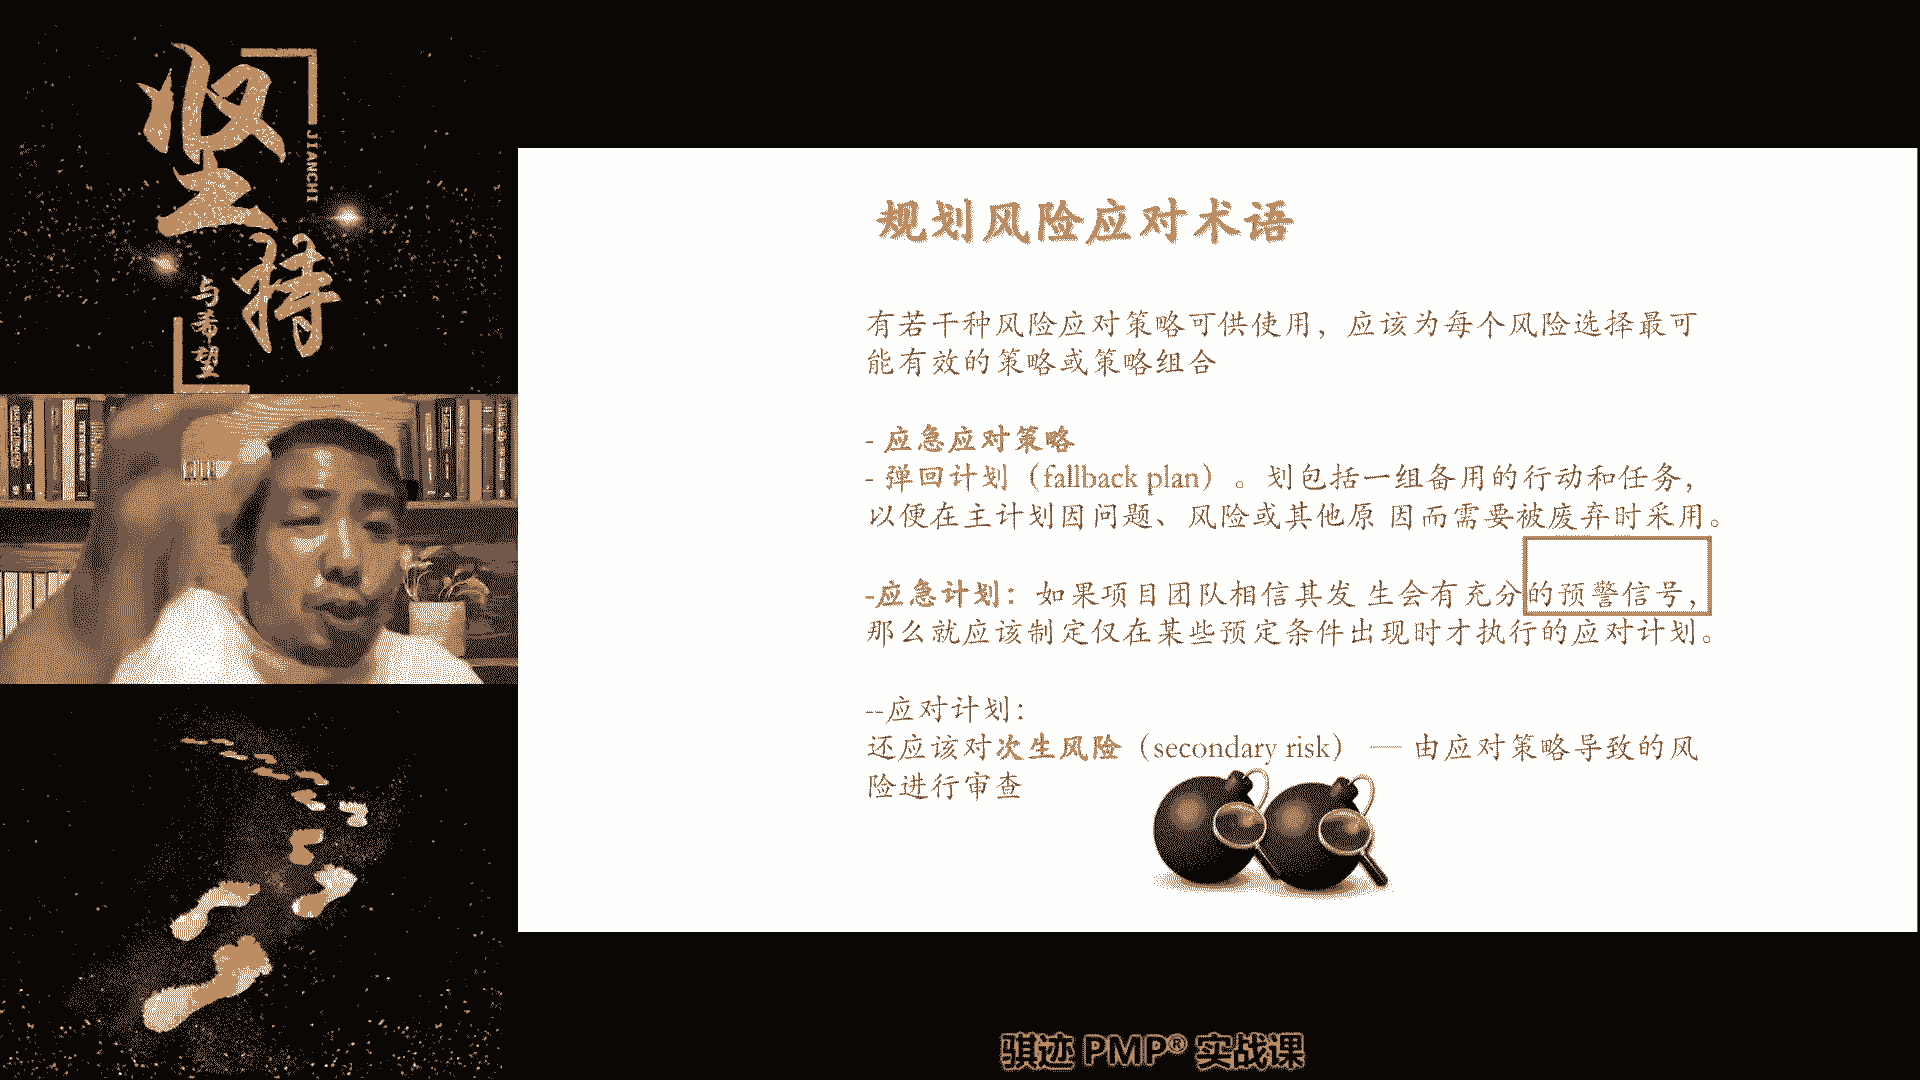 坚持
JIANCHI
与希望
规划风险应对术语
有若干种风险应对策略可供使用，应该为每个风险选择最可
能有效的策略或策略组合
- 应急应对策略
- 弹回计划（fallback plan）。划包括一组备用的行动和任务，
以便在主计划因问题、风险或其他原 因而需要被废弃时采用。
-应急计划：如果项目团队相信其发 生会有充分的预警信号，
那么就应该制定仅在某些预定条件出现时才执行的应对计划。
--应对计划：
还应该对次生风险（secondary risk） — 由应对策略导致的风
险进行审查
骐迹 PMP® 实战课